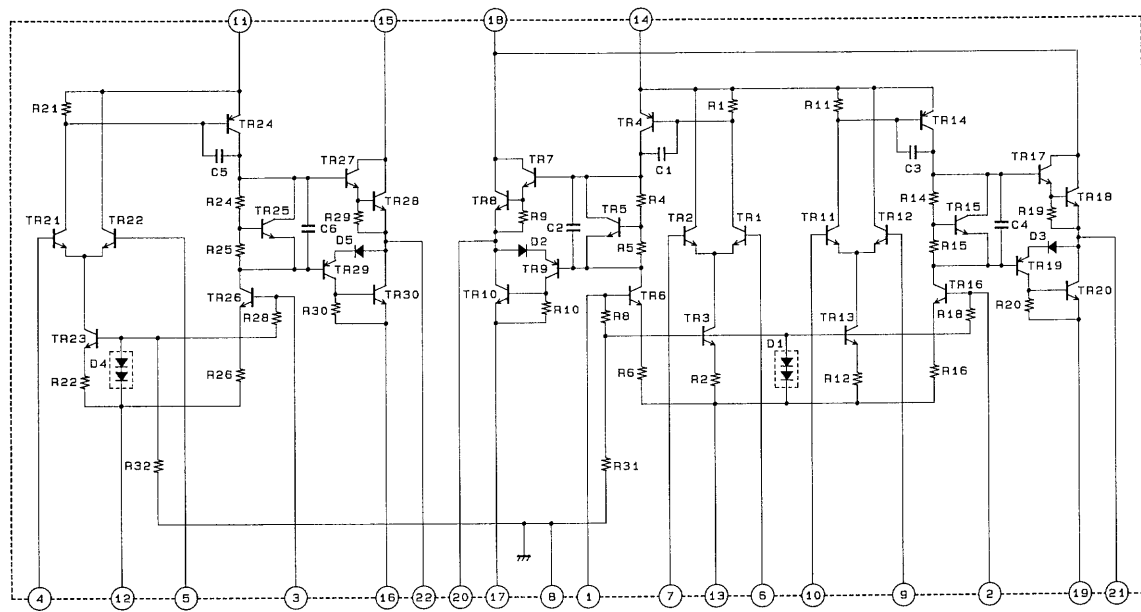 11 15 18 14
R21 TR24 R1 R11 TR14
TR4
C5 C1 C3
TR27 TR7 TR17
R24 TR25 TR28 TR8 R4 R14 TR15 TR18
TR21 TR22 R29 R9 TR5 TR2 TR1 TR11 TR12 R19
C6 C2 C4
R25 D5 D2 R5 R15 D3
TR29 TR9 TR19
TR26 TR30 TR10 TR6 TR16 TR20
R28 R30 R10 R8 R18 R20
TR23 D4 TR3 D1 TR13
R22 R26 R6 R2 R12 R16
R32 R31
4 12 5 3 16 22 20 17 8 1 7 13 6 10 9 2 19 21